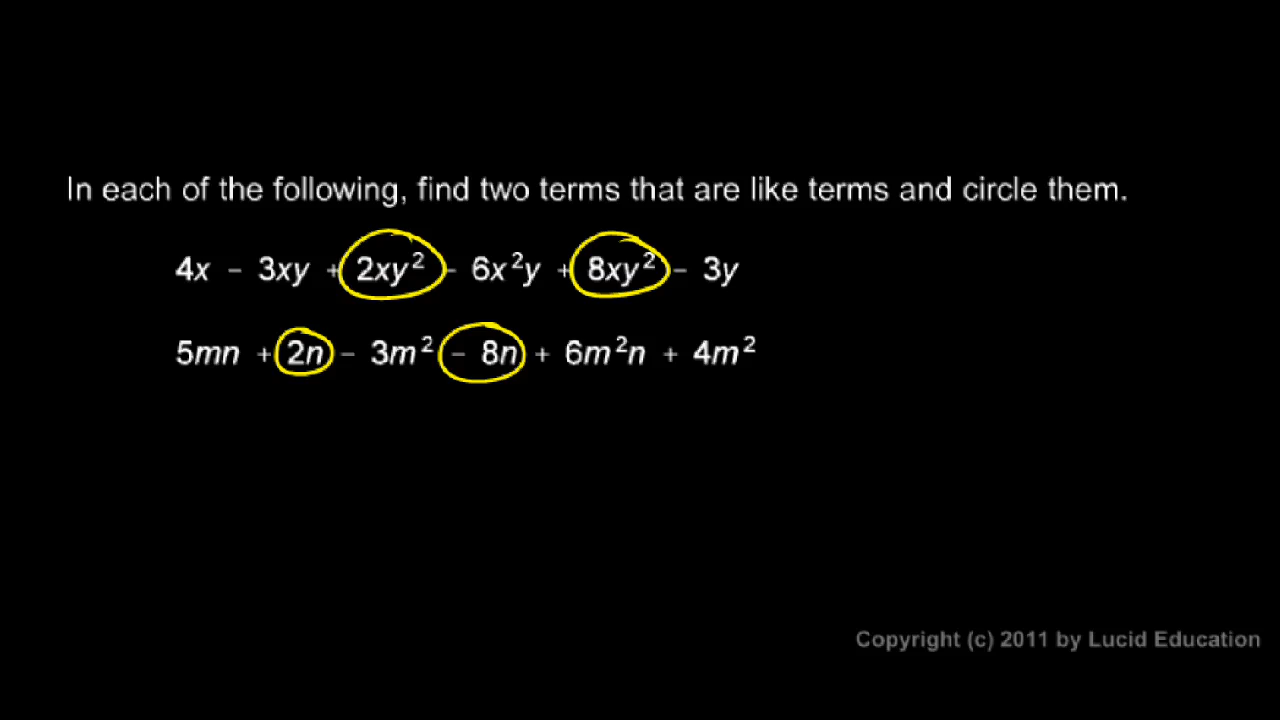 In each of the following, find two terms that are like terms and circle them.
4x − 3xy + 2xy² − 6x²y + 8xy² − 3y
5mn + 2n − 3m² − 8n + 6m²n + 4m²
Copyright (c) 2011 by Lucid Education